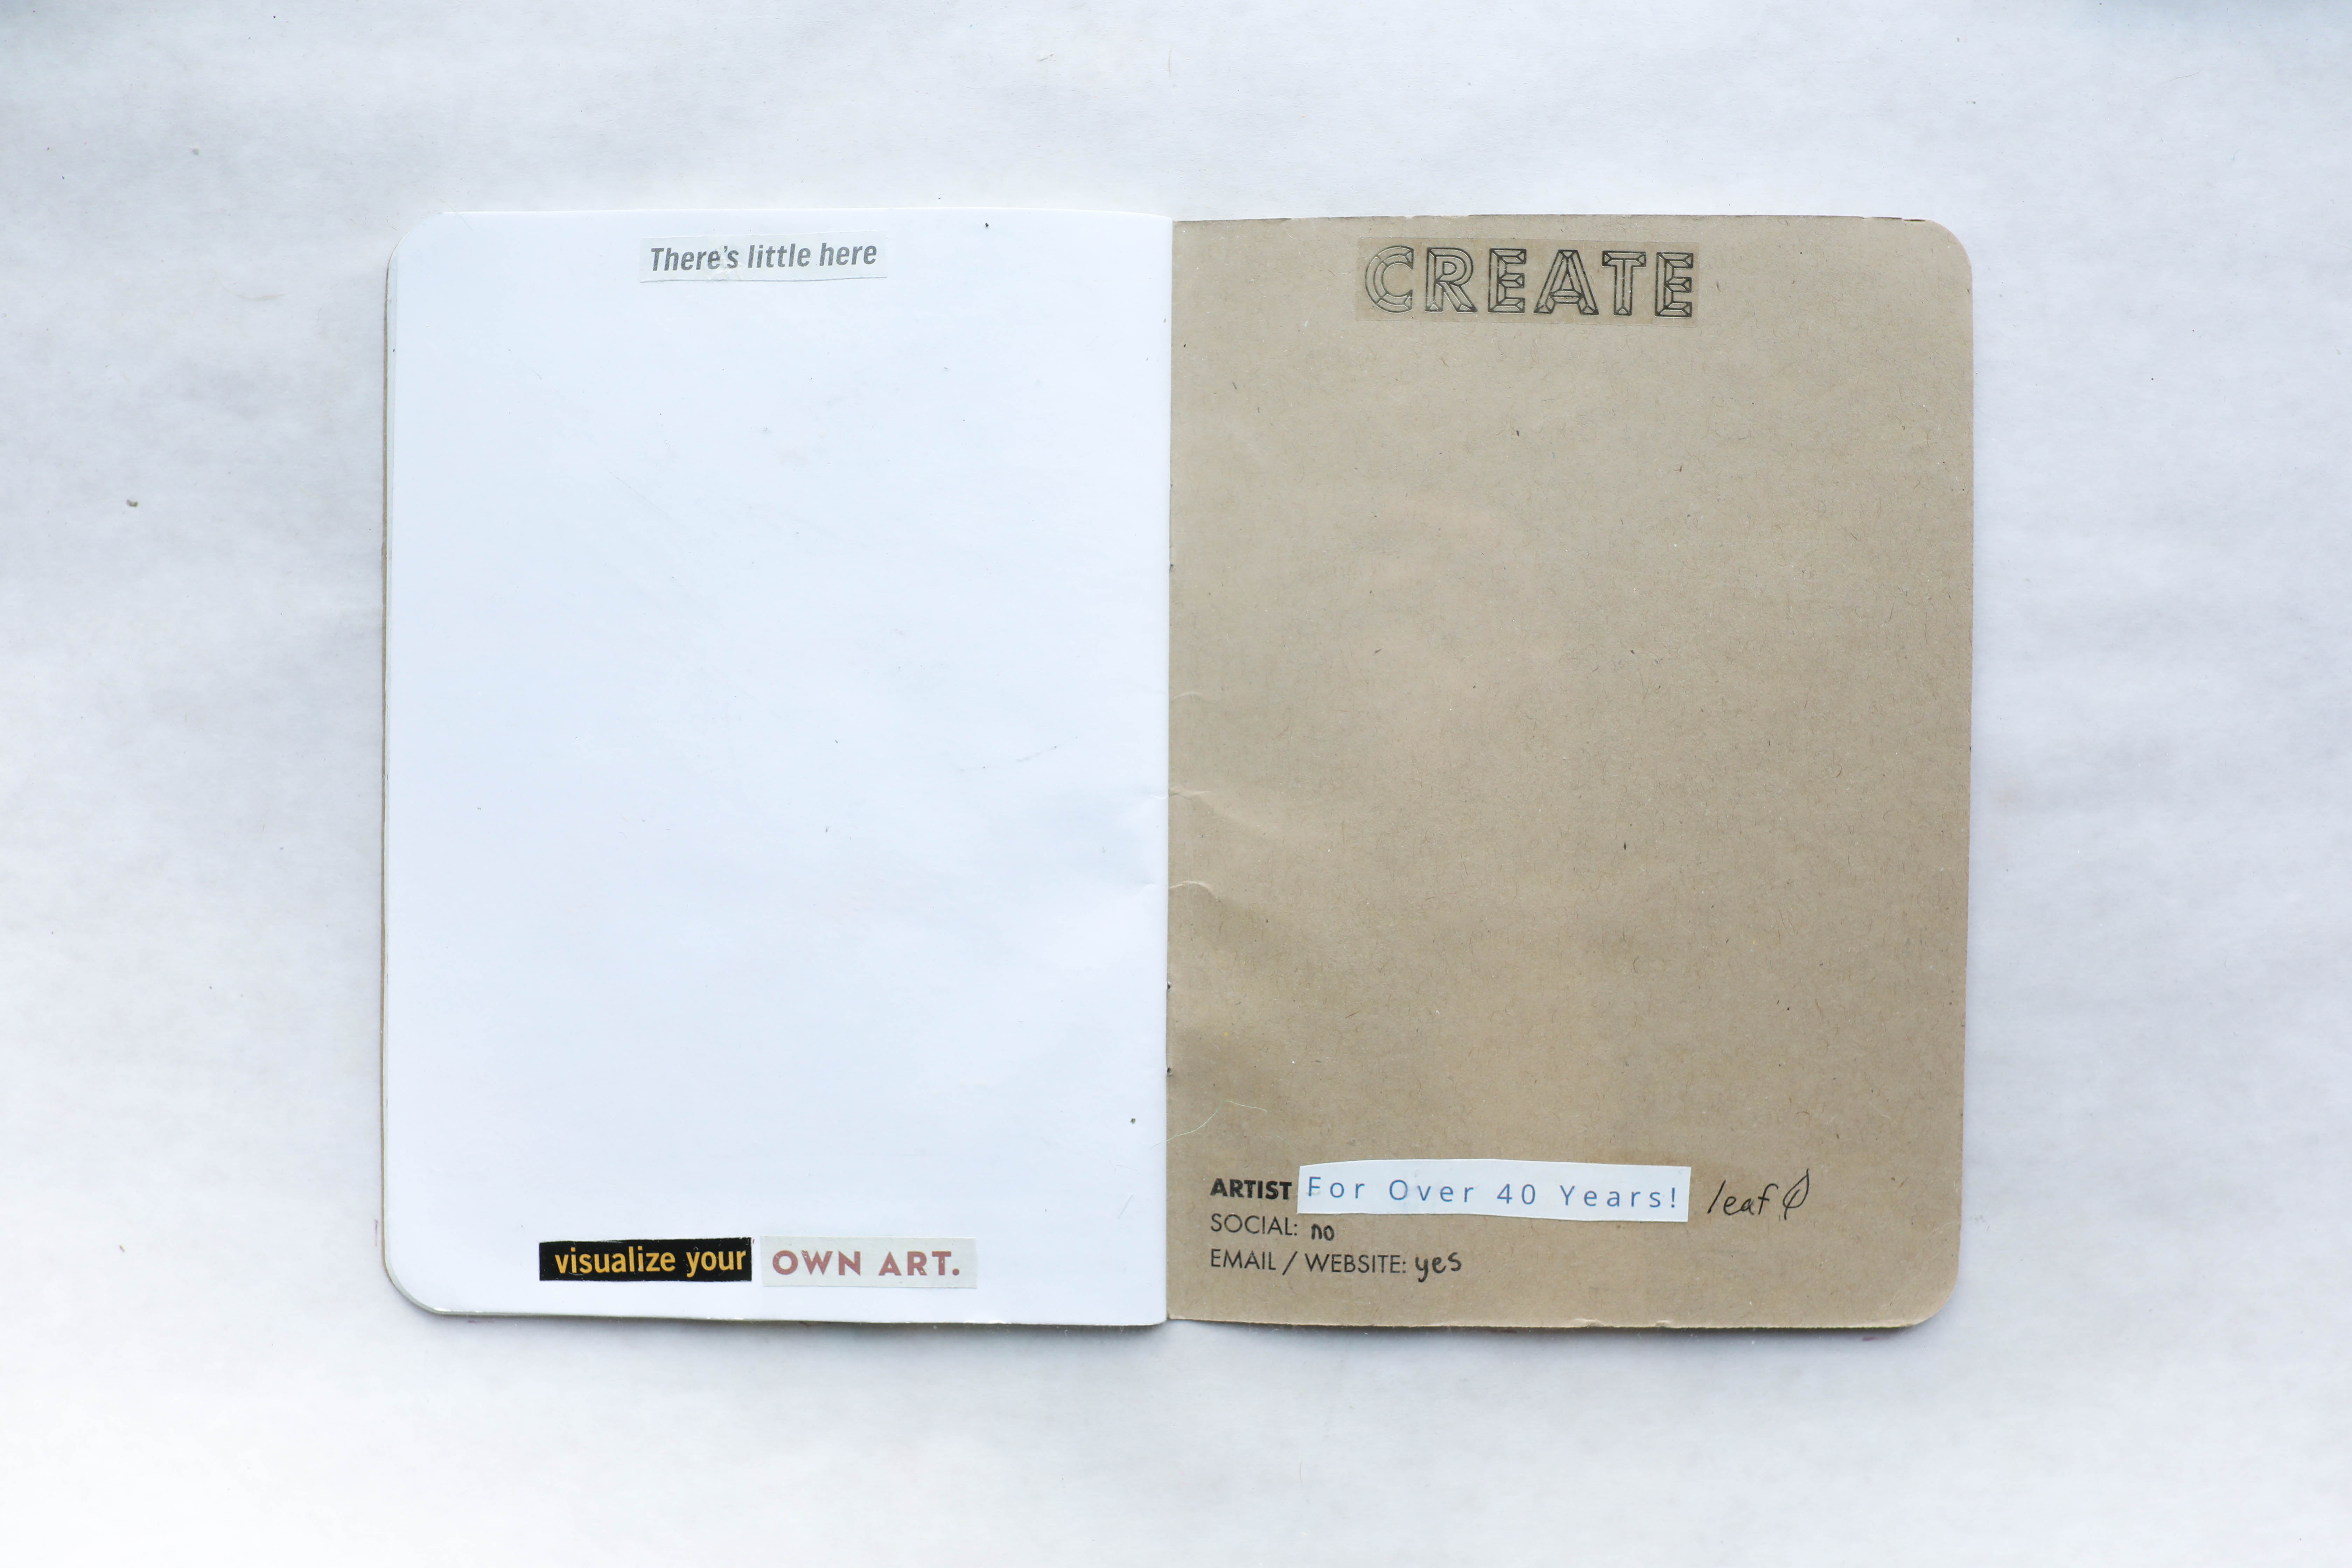 There's little here
visualize your OWN ART.
CREATE
ARTIST For Over 40 Years! leaf
SOCIAL: no
EMAIL / WEBSITE: yes